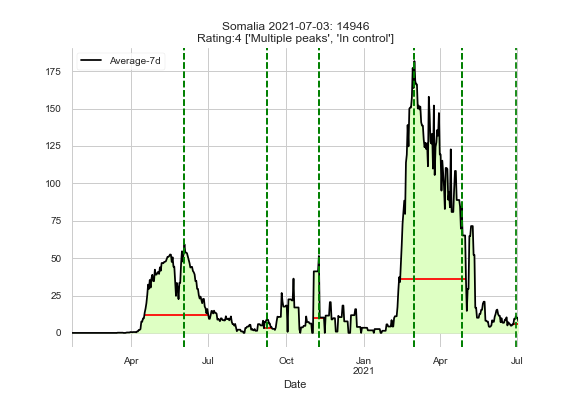 Somalia 2021-07-03: 14946
Rating:4 ['Multiple peaks', 'In control']
Average-7d
175
150
125
100
75
50
25
0
Apr
Jul
Oct
Jan
2021
Apr
Jul
Date